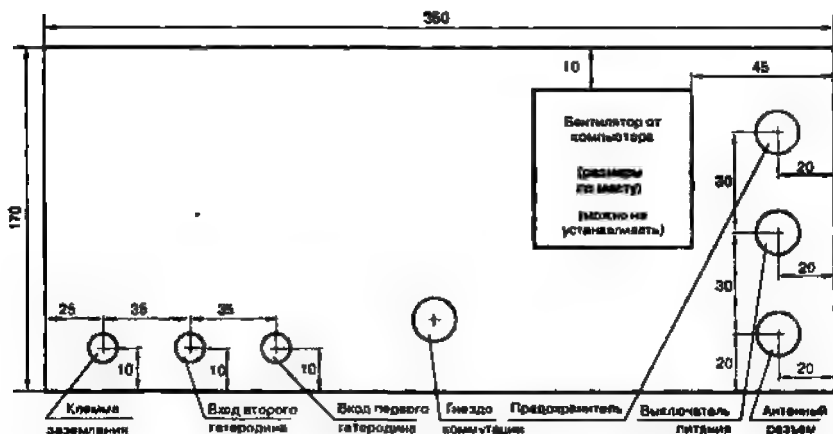 350
10
45
Вентилятор от
компьютера
(размеры
по месту)
(можно не
устанавливать)
20
30
170
20
30
25
35
35
20
20
10
10
10
Клемма
заземления
Вход второго
гетеродина
Вход первого
гетеродина
Гнездо
коммутации
Предохранитель
Выключатель
питания
Антенный
разъем